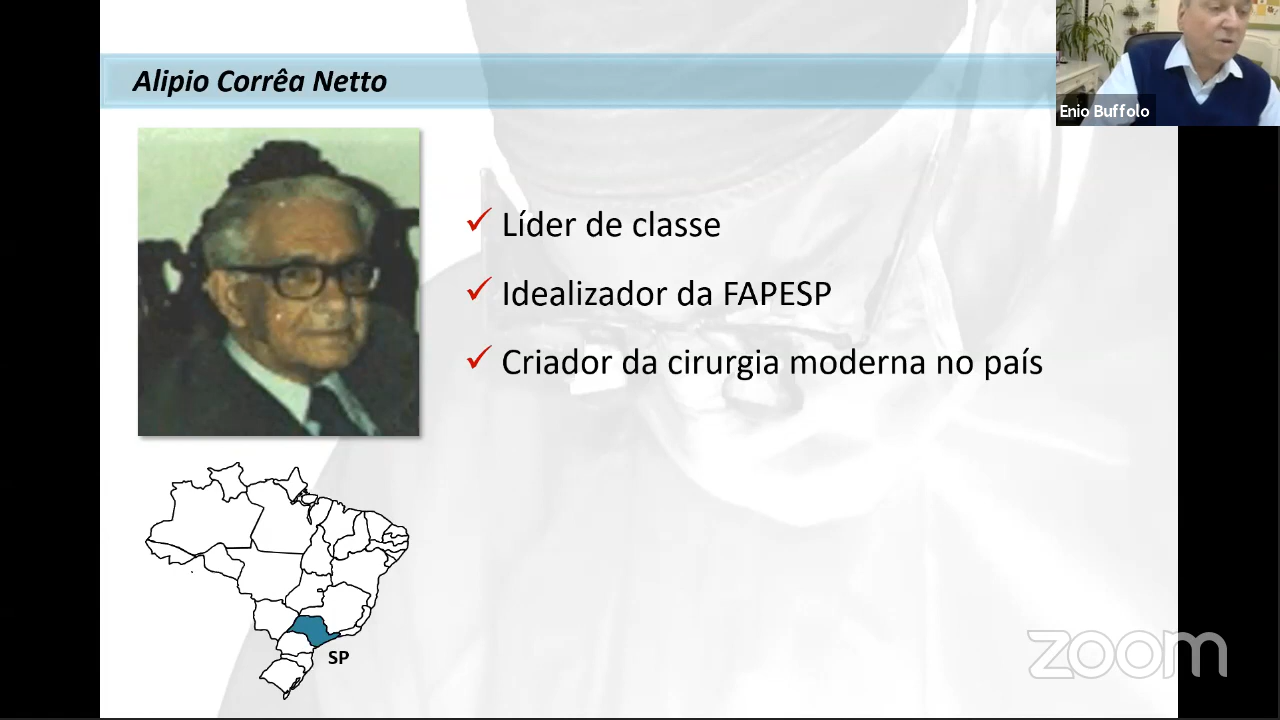 Alipio Corrêa Netto
Enio Buffolo
✓ Líder de classe
✓ Idealizador da FAPESP
✓ Criador da cirurgia moderna no país
SP
zoom